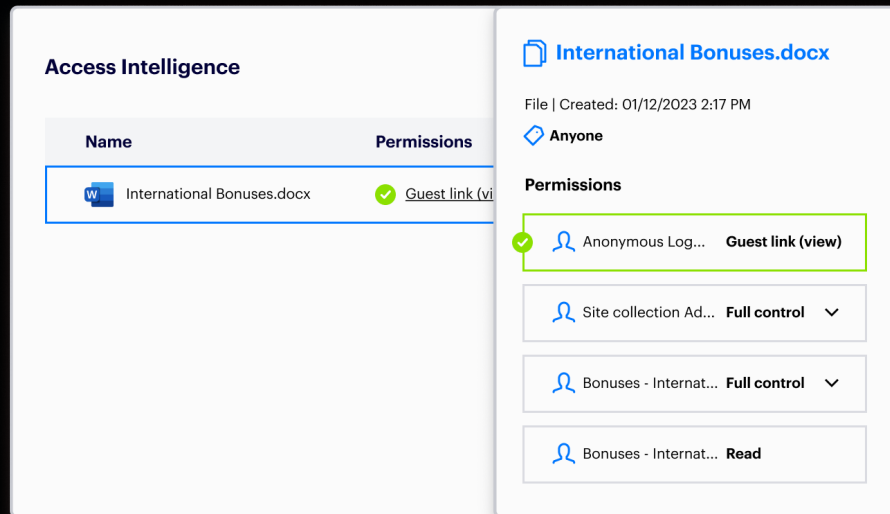 Access Intelligence
Name Permissions
W International Bonuses.docx Guest link (vi
International Bonuses.docx
File | Created: 01/12/2023 2:17 PM
Anyone
Permissions
Anonymous Log... Guest link (view)
Site collection Ad... Full control
Bonuses - Internat... Full control
Bonuses - Internat... Read